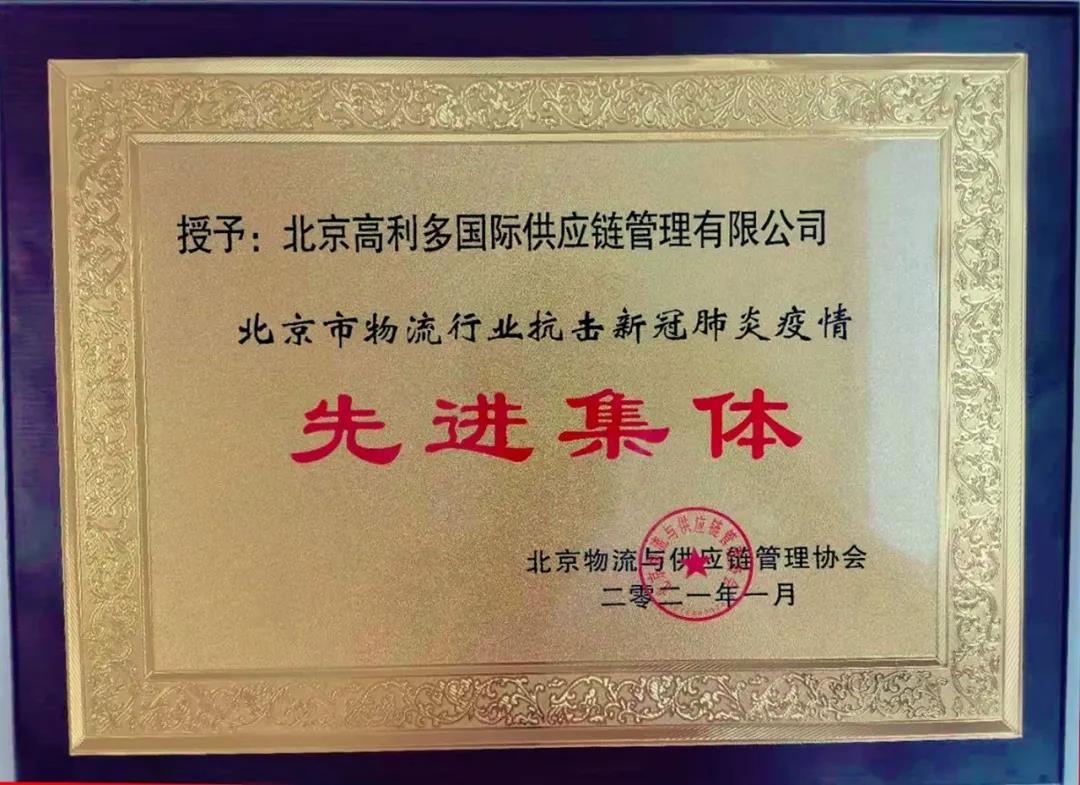 授予：北京高利多国际供应链管理有限公司
北京市物流行业抗击新冠肺炎疫情
先进集体
北京物流与供应链管理协会
二零二一年一月